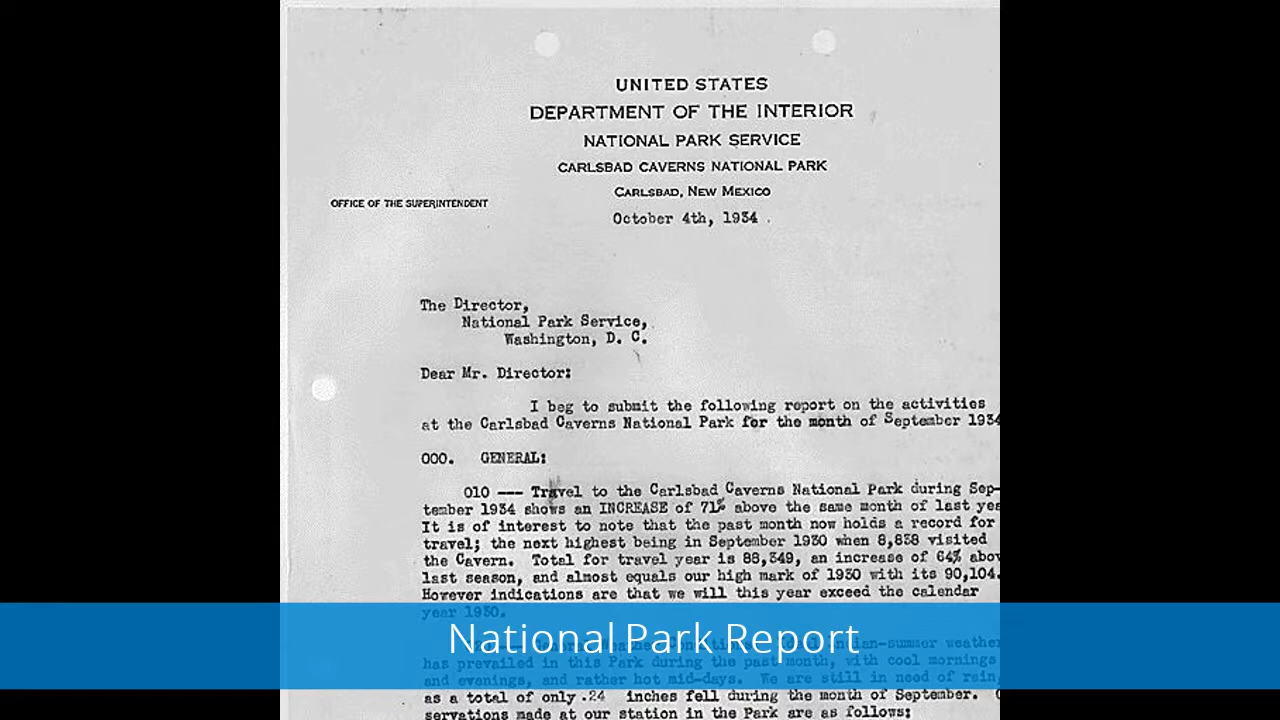 UNITED STATES
DEPARTMENT OF THE INTERIOR
NATIONAL PARK SERVICE
CARLSBAD CAVERNS NATIONAL PARK
CARLSBAD, NEW MEXICO
OFFICE OF THE SUPERINTENDENT
October 4th, 1934
The Director,
National Park Service,
Washington, D. C.
Dear Mr. Director:
I beg to submit the following report on the activities
at the Carlsbad Caverns National Park for the month of September 1934
000. GENERAL:
010 --- Travel to the Carlsbad Caverns National Park during Sep-
tember 1934 shows an INCREASE of 71% above the same month of last yea
It is of interest to note that the past month now holds a record for
travel; the next highest being in September 1930 when 8,838 visited
the Cavern. Total for travel year is 88,349, an increase of 64% abov
last season, and almost equals our high mark of 1930 with its 90,104.
However indications are that we will this year exceed the calendar
year 1930.
National Park Report
Indian-summer weather
has prevailed in this Park during the past month, with cool mornings
and evenings, and rather hot mid-days. We are still in need of rain,
as a total of only .24 inches fell during the month of September.
servations made at our station in the Park are as follows: